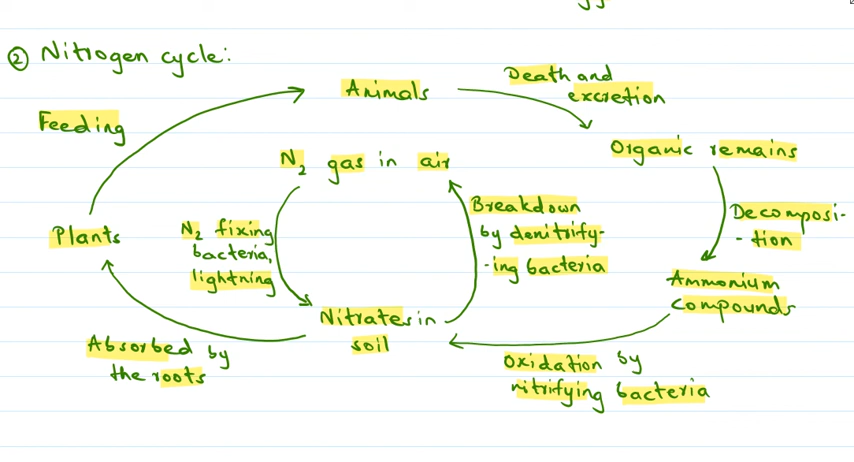 ② Nitrogen cycle:
Animals
Death and
excretion
Feeding
Organic remains
N₂ gas in air
Breakdown
by denitrify-
-ing bacteria
Decomposi-
-tion
Plants
N₂ fixing
bacteria,
lightning
Ammonium
compounds
Nitrates in
soil
Absorbed by
the roots
Oxidation by
nitrifying bacteria